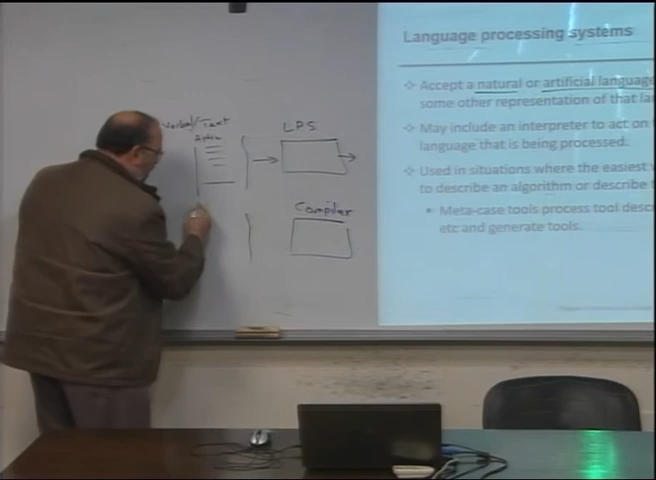 Verbal/Text
LPS
Compiler
Language processing systems
Accept a natural or artificial language
some other representation of that lan
May include an interpreter to act on
language that is being processed.
Used in situations where the easiest
to describe an algorithm or describe
Meta-case tools process tool desc
etc and generate tools.